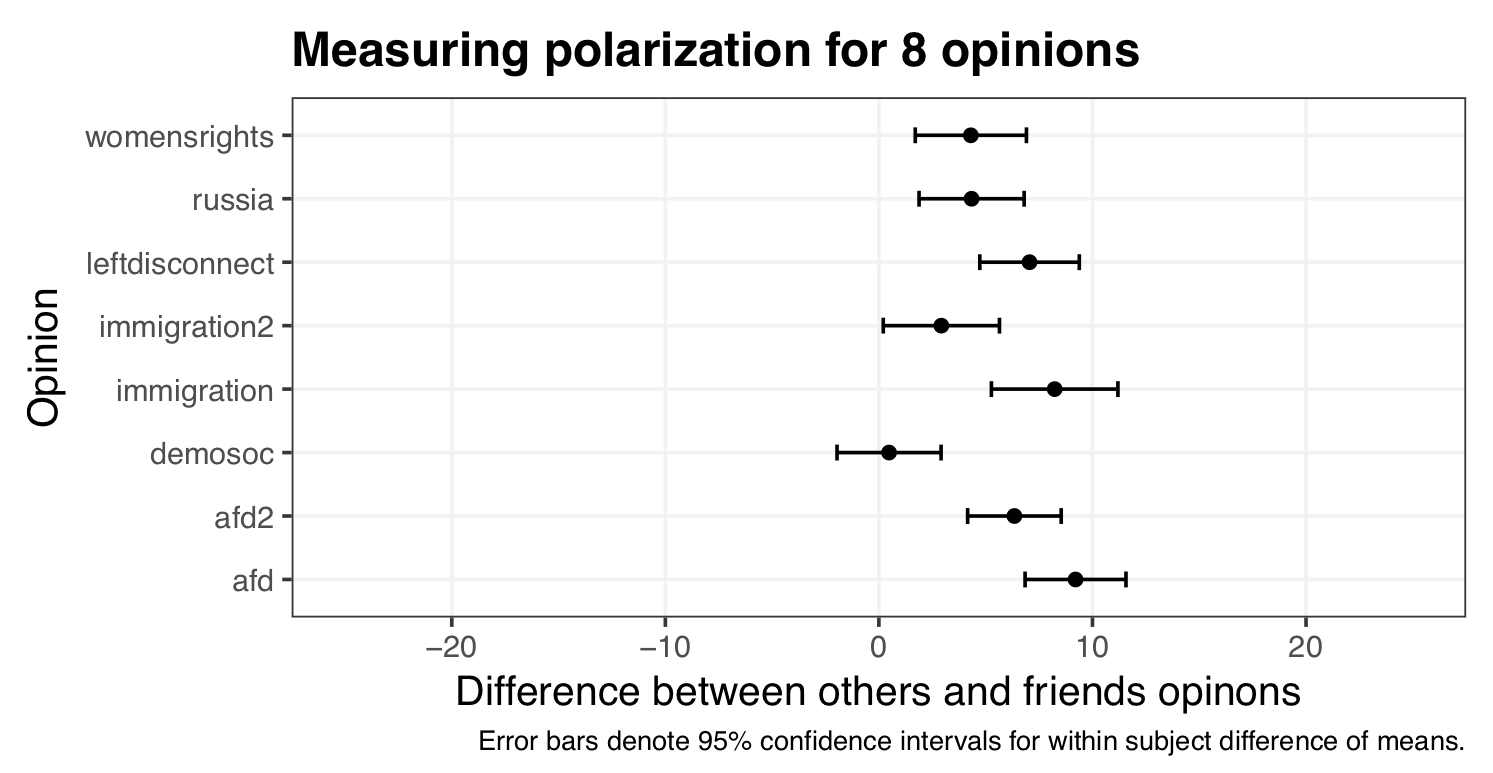 Measuring polarization for 8 opinions
womensrights
russia
leftdisconnect
immigration2
immigration
demosoc
afd2
afd
Opinion
−20 −10 0 10 20
Difference between others and friends opinons
Error bars denote 95% confidence intervals for within subject difference of means.